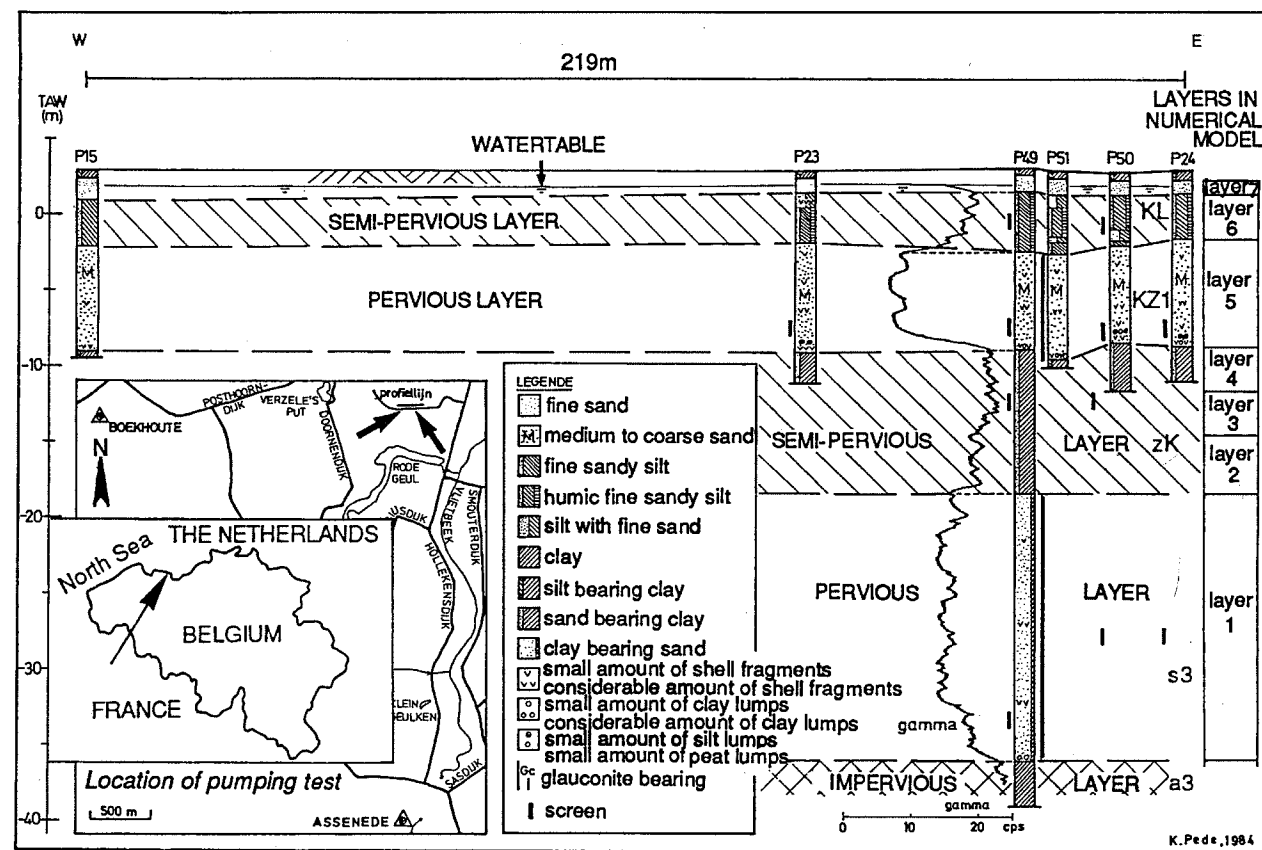 W
E
219m
TAW
(m)
LAYERS IN
NUMERICAL
MODEL
WATERTABLE
P15
P23
P49
P51
P50
P24
layer
7
0
SEMI-PERVIOUS LAYER
KL
layer
6
M
PERVIOUS LAYER
M
M
M
M
KZ1
M
layer
5
-10
layer
4
layer
3
SEMI-PERVIOUS
LAYER
zK
layer
2
-20
PERVIOUS
LAYER
layer
1
-30
s3
gamma
IMPERVIOUS
LAYER
a3
-40
gamma
0 10 20 cps
K.Pede,1984
POSTHOORN-
DIJK
VERZELE'S
PUT
profiellijn
BOEKHOUTE
DOORNENDIJK
N
RODE
GEUL
VLIETBEEK
SMOUTERDIJK
HOLLEKENSDIJK
SASDIJK
ASSENEDE
THE NETHERLANDS
North Sea
BELGIUM
FRANCE
Location of pumping test
500 m
LEGENDE
fine sand
M medium to coarse sand
fine sandy silt
humic fine sandy silt
silt with fine sand
clay
silt bearing clay
sand bearing clay
clay bearing sand
small amount of shell fragments
considerable amount of shell fragments
small amount of clay lumps
considerable amount of clay lumps
small amount of silt lumps
small amount of peat lumps
Gc glauconite bearing
screen